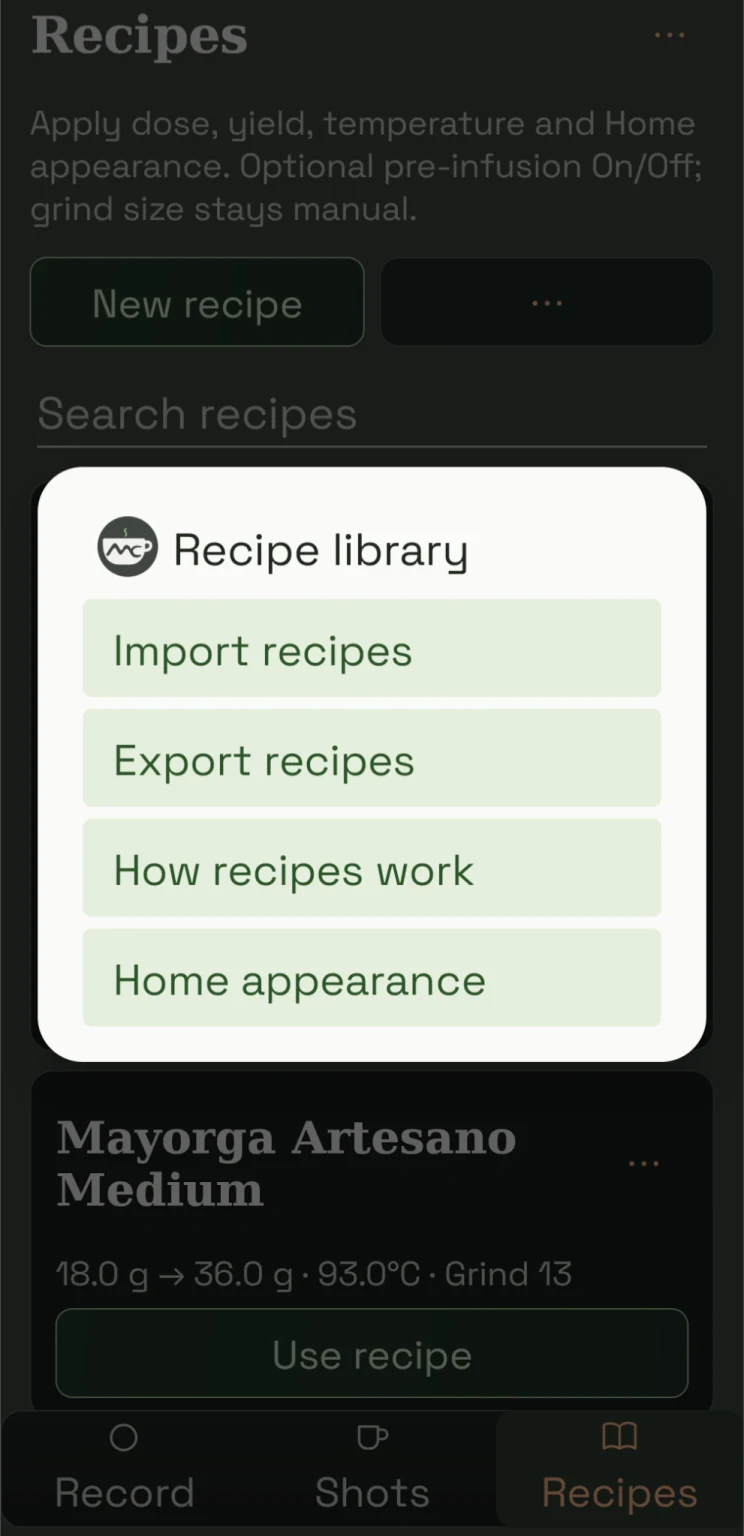 Recipes
...
Apply dose, yield, temperature and Home
appearance. Optional pre-infusion On/Off;
grind size stays manual.
New recipe
...
Search recipes
MC
Recipe library
Import recipes
Export recipes
How recipes work
Home appearance
Mayorga Artesano
Medium
...
18.0 g → 36.0 g · 93.0°C · Grind 13
Use recipe
Record
Shots
Recipes